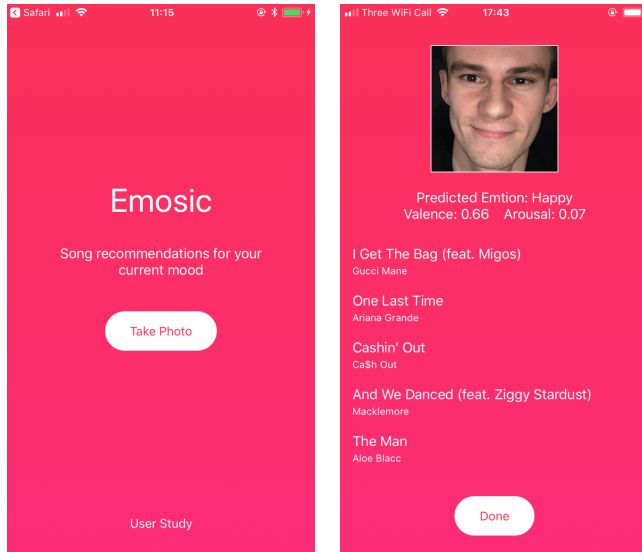 Safari
11:15
Emosic
Song recommendations for your
current mood
Take Photo
User Study
Three WiFi Call
17:43
Predicted Emtion: Happy
Valence: 0.66 Arousal: 0.07
I Get The Bag (feat. Migos)
Gucci Mane
One Last Time
Ariana Grande
Cashin' Out
Ca$h Out
And We Danced (feat. Ziggy Stardust)
Macklemore
The Man
Aloe Blacc
Done